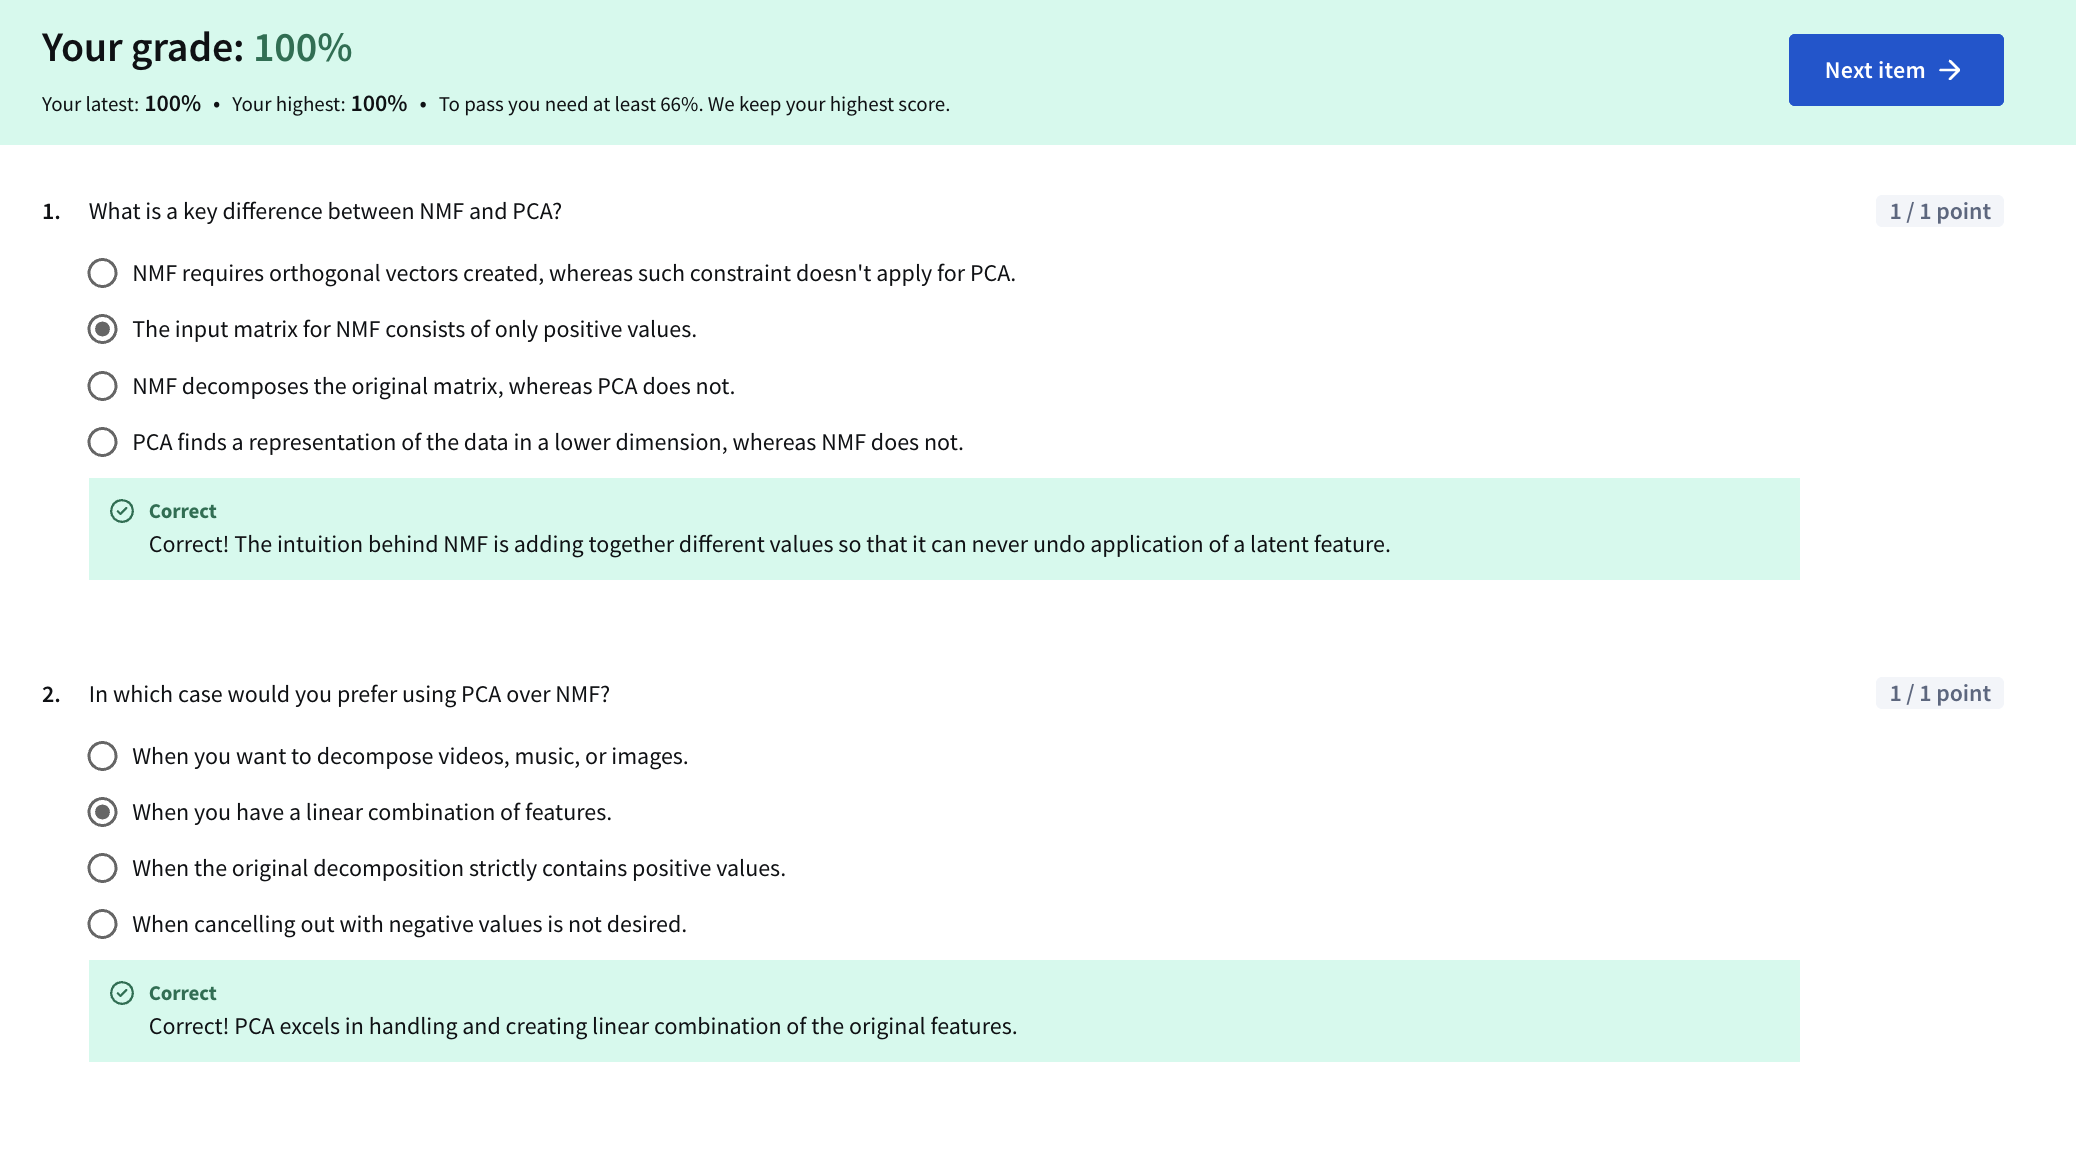 Your grade: 100%
Next item
Your latest: 100% • Your highest: 100% • To pass you need at least 66%. We keep your highest score.
1. What is a key difference between NMF and PCA?
1 / 1 point
NMF requires orthogonal vectors created, whereas such constraint doesn't apply for PCA.
The input matrix for NMF consists of only positive values.
NMF decomposes the original matrix, whereas PCA does not.
PCA finds a representation of the data in a lower dimension, whereas NMF does not.
Correct
Correct! The intuition behind NMF is adding together different values so that it can never undo application of a latent feature.
2. In which case would you prefer using PCA over NMF?
1 / 1 point
When you want to decompose videos, music, or images.
When you have a linear combination of features.
When the original decomposition strictly contains positive values.
When cancelling out with negative values is not desired.
Correct
Correct! PCA excels in handling and creating linear combination of the original features.